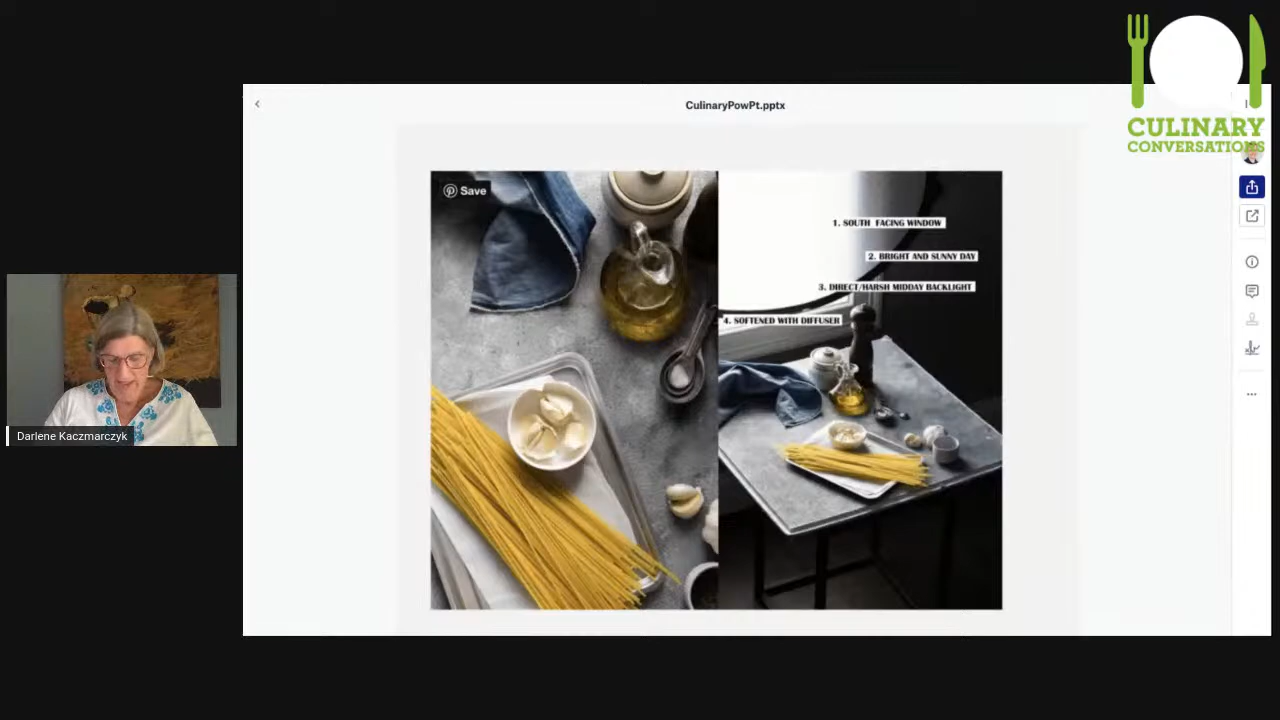 CulinaryPowPt.pptx
CULINARY
CONVERSATIONS
Save
1. SOUTH FACING WINDOW
2. BRIGHT AND SUNNY DAY
3. DIRECT/HARSH MIDDAY BACKLIGHT
4. SOFTENED WITH DIFFUSER
Darlene Kaczmarczyk